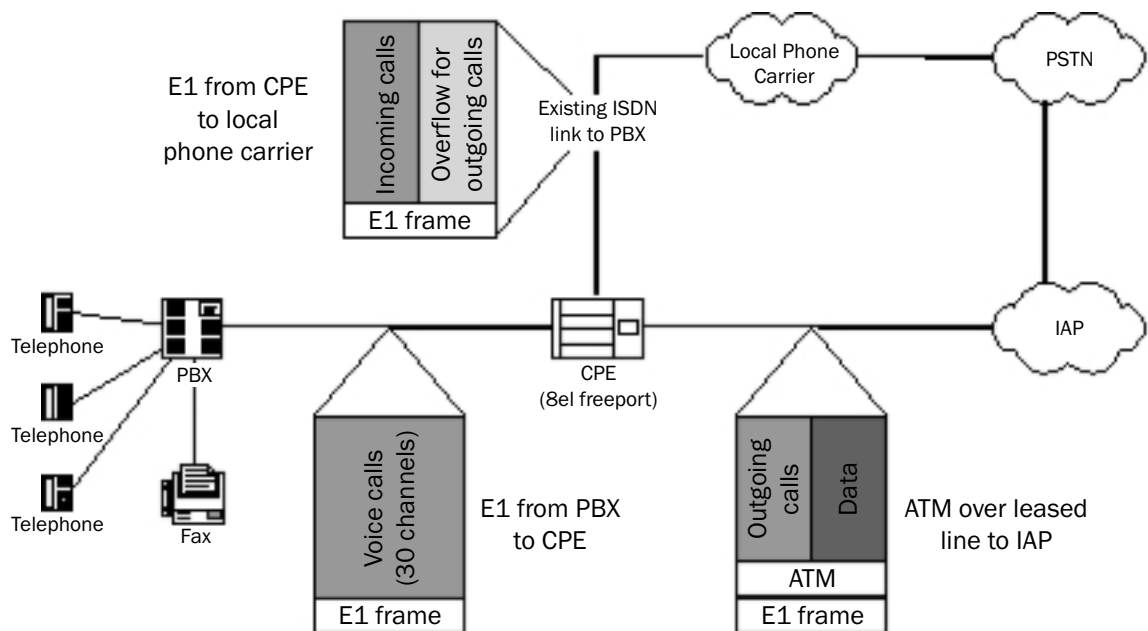 E1 from CPE
to local
phone carrier
Incoming calls
Overflow for
outgoing calls
E1 frame
Existing ISDN
link to PBX
Local Phone
Carrier
PSTN
Telephone
Telephone
Telephone
PBX
Fax
CPE
(8el freeport)
IAP
Voice calls
(30 channels)
E1 frame
E1 from PBX
to CPE
Outgoing
calls
Data
ATM
E1 frame
ATM over leased
line to IAP